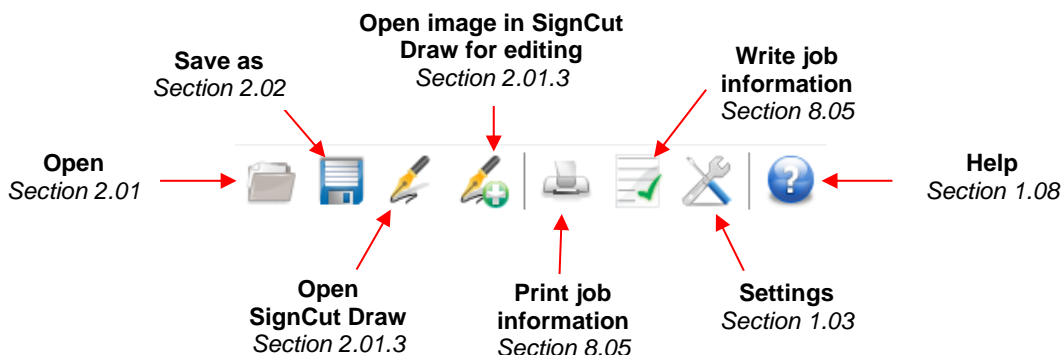 Open image in SignCut
Draw for editing
Section 2.01.3
Save as
Section 2.02
Write job
information
Section 8.05
Open
Section 2.01
Help
Section 1.08
Open
SignCut Draw
Section 2.01.3
Print job
information
Section 8.05
Settings
Section 1.03